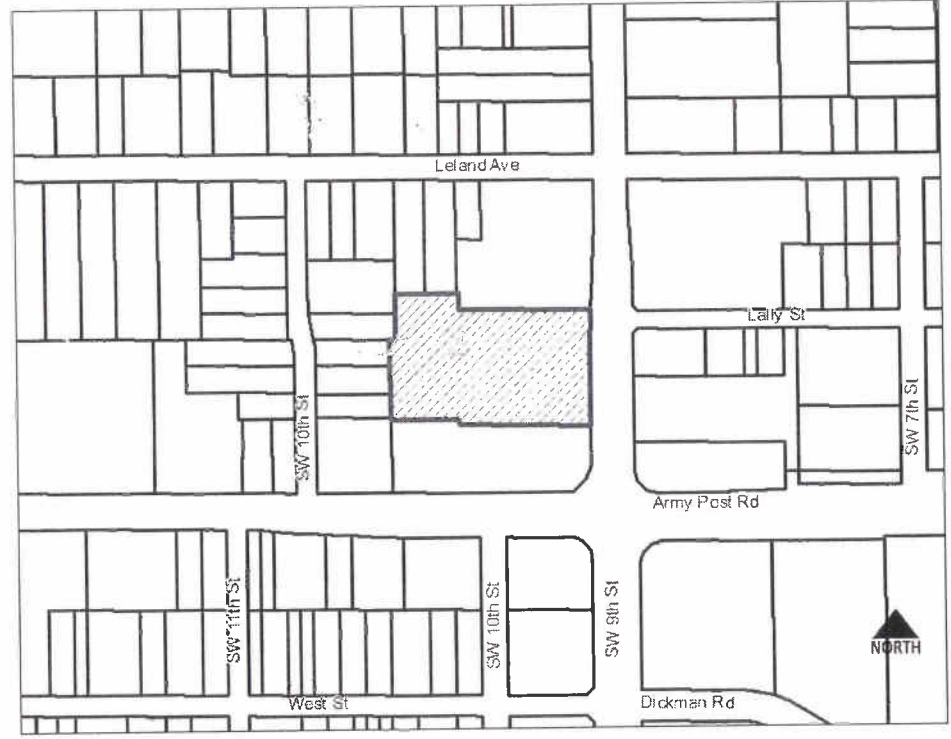 Leland Ave
Lally St
SW 10th St
SW 7th St
Army Post Rd
SW 11th St
SW 10th St
SW 9th St
NORTH
West St
Dickman Rd